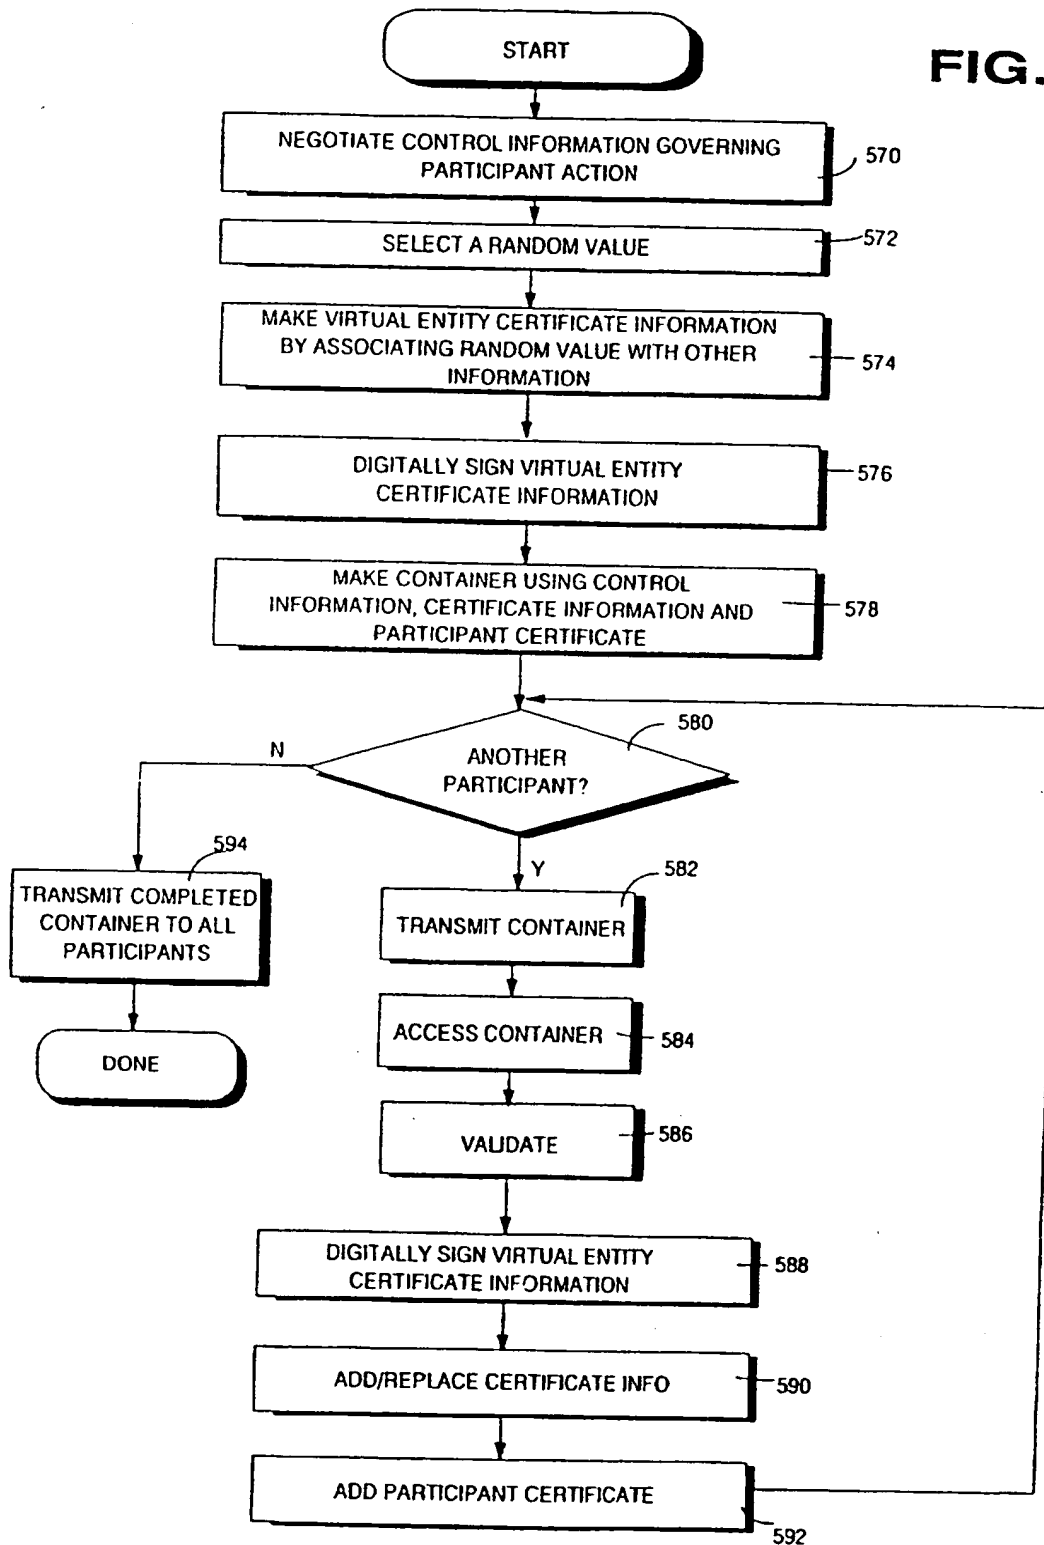 START
FIG.
NEGOTIATE CONTROL INFORMATION GOVERNING
PARTICIPANT ACTION
570
SELECT A RANDOM VALUE
572
MAKE VIRTUAL ENTITY CERTIFICATE INFORMATION
BY ASSOCIATING RANDOM VALUE WITH OTHER
INFORMATION
574
DIGITALLY SIGN VIRTUAL ENTITY
CERTIFICATE INFORMATION
576
MAKE CONTAINER USING CONTROL
INFORMATION, CERTIFICATE INFORMATION AND
PARTICIPANT CERTIFICATE
578
580
N
ANOTHER
PARTICIPANT?
Y
594
TRANSMIT COMPLETED
CONTAINER TO ALL
PARTICIPANTS
DONE
582
TRANSMIT CONTAINER
ACCESS CONTAINER
584
VALIDATE
586
DIGITALLY SIGN VIRTUAL ENTITY
CERTIFICATE INFORMATION
588
ADD/REPLACE CERTIFICATE INFO
590
ADD PARTICIPANT CERTIFICATE
592